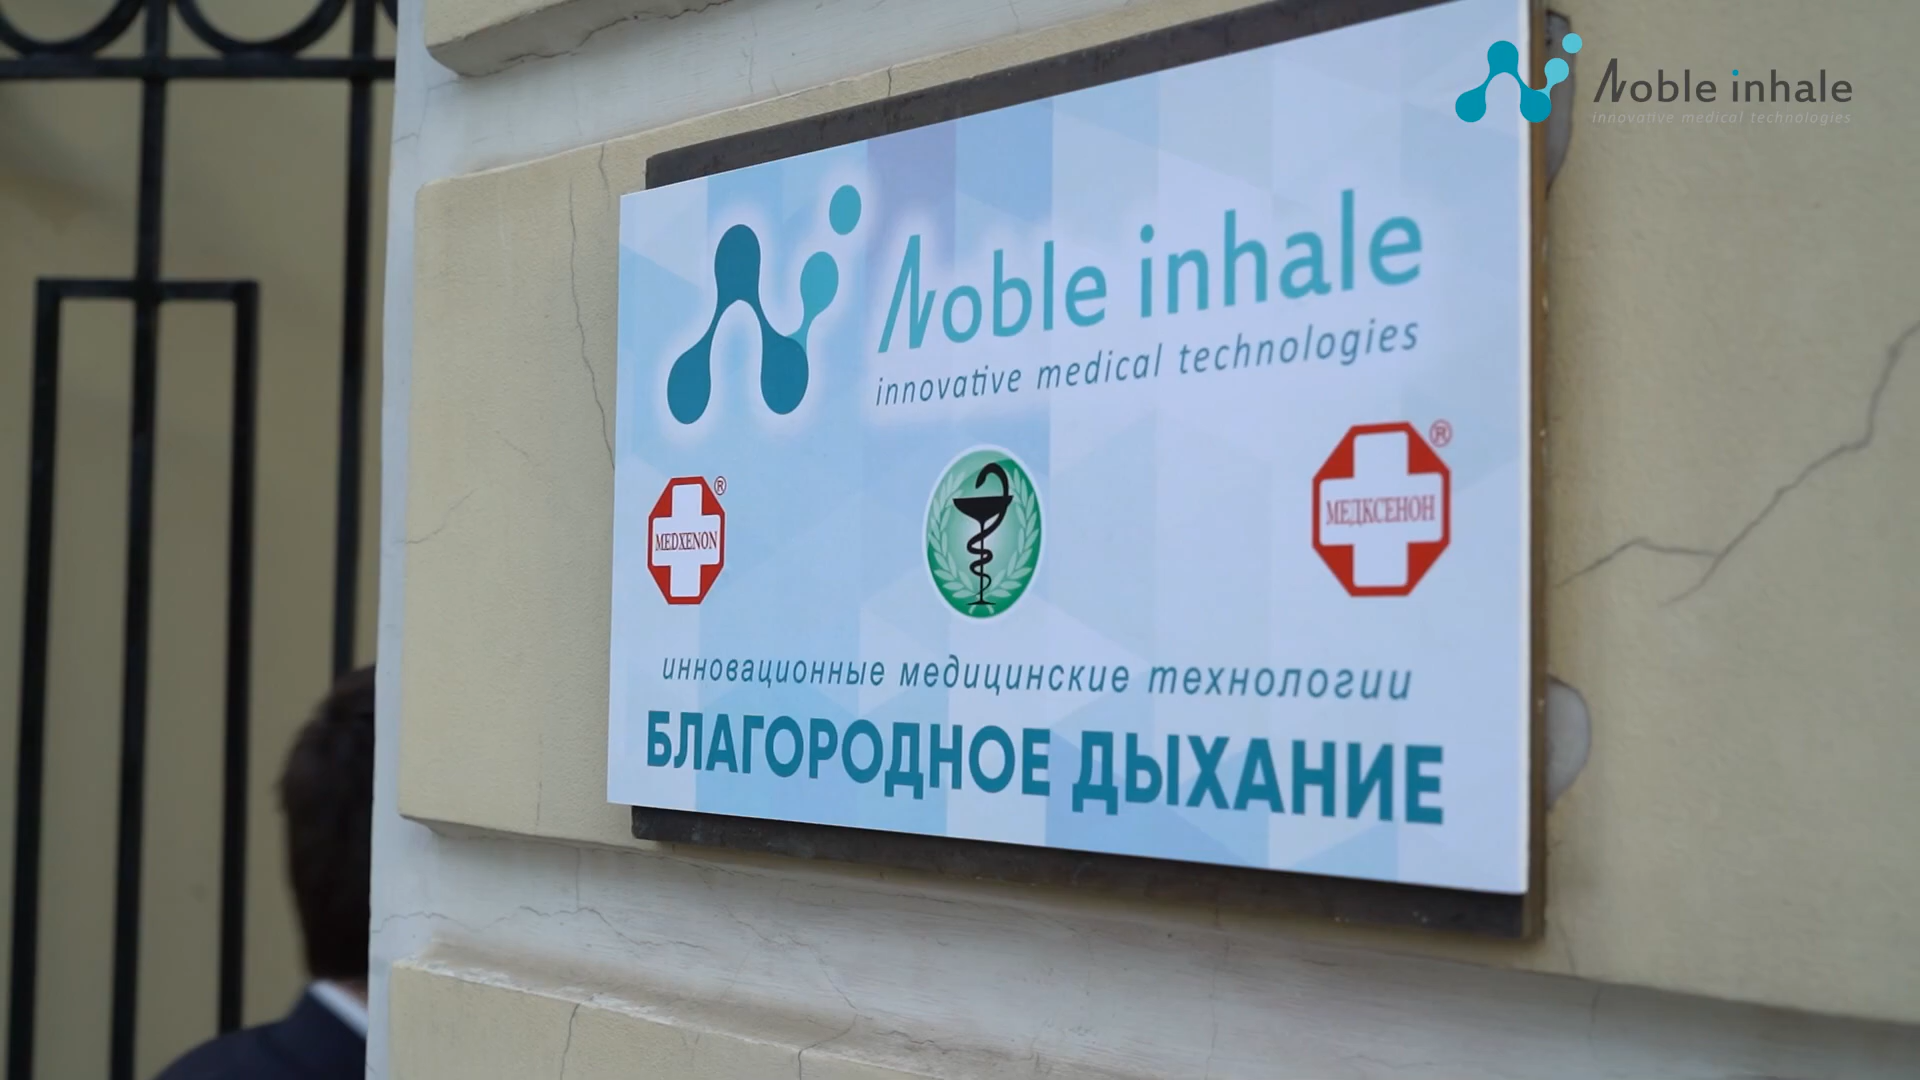 Noble inhale
innovative medical technologies
Noble inhale
innovative medical technologies
MEDXENON ®
МЕДКСЕНОН ®
инновационные медицинские технологии
БЛАГОРОДНОЕ ДЫХАНИЕ